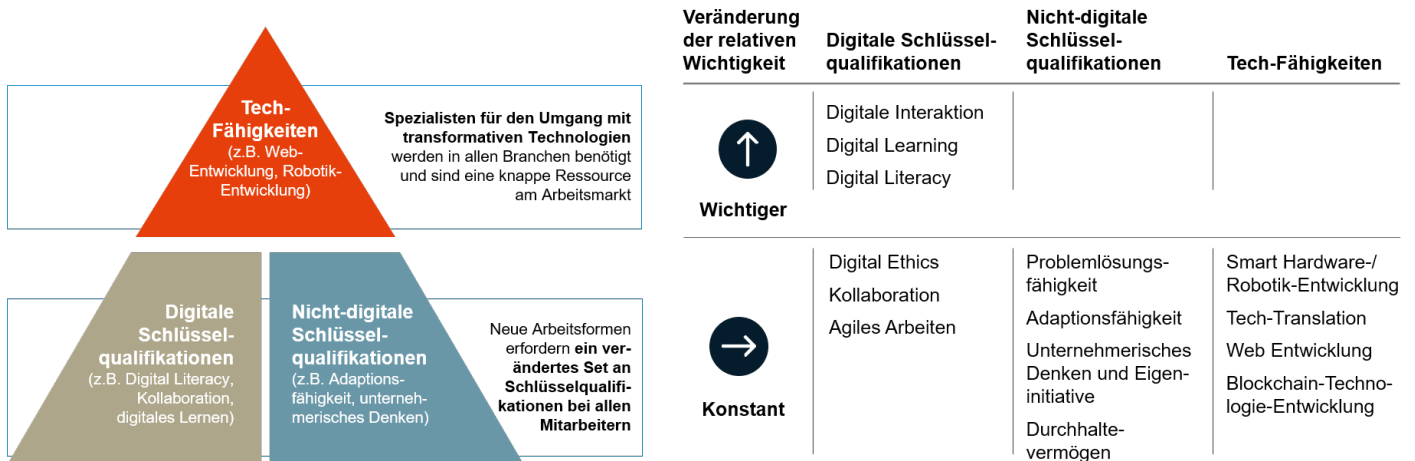 Tech-
Fähigkeiten
(z.B. Web-
Entwicklung, Robotik-
Entwicklung)
Spezialisten für den Umgang mit
transformativen Technologien
werden in allen Branchen benötigt
und sind eine knappe Ressource
am Arbeitsmarkt
Digitale
Schlüssel-
qualifikationen
(z.B. Digital Literacy,
Kollaboration,
digitales Lernen)
Nicht-digitale
Schlüssel-
qualifikationen
(z.B. Adaptions-
fähigkeit, unterneh-
merisches Denken)
Neue Arbeitsformen
erfordern ein ver-
ändertes Set an
Schlüsselqualifi-
kationen bei allen
Mitarbeitern
Veränderung
der relativen
Wichtigkeit
Digitale Schlüssel-
qualifikationen
Nicht-digitale
Schlüssel-
qualifikationen
Tech-Fähigkeiten
Wichtiger
Digitale Interaktion
Digital Learning
Digital Literacy
Konstant
Digital Ethics
Kollaboration
Agiles Arbeiten
Problemlösungs-
fähigkeit
Adaptionsfähigkeit
Unternehmerisches
Denken und Eigen-
initiative
Durchhalte-
vermögen
Smart Hardware-/
Robotik-Entwicklung
Tech-Translation
Web Entwicklung
Blockchain-Techno-
logie-Entwicklung